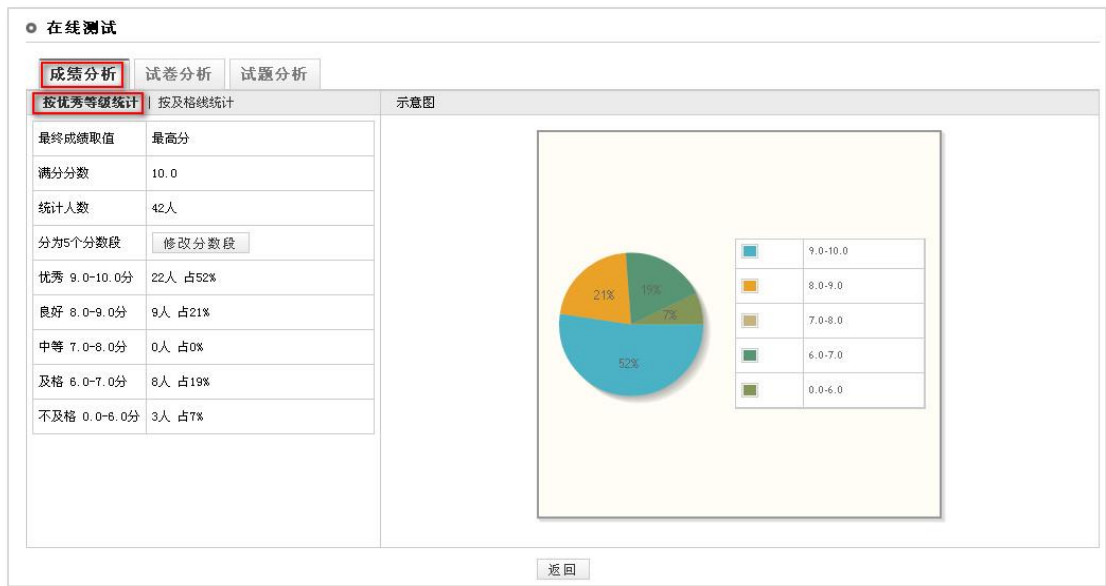 在线测试
成绩分析 试卷分析 试题分析
按优秀等级统计 | 按及格线统计
示意图
最终成绩取值 最高分
满分分数 10.0
统计人数 42人
分为5个分数段 修改分数段
优秀 9.0-10.0分 22人 占52%
良好 8.0-9.0分 9人 占21%
中等 7.0-8.0分 0人 占0%
及格 6.0-7.0分 8人 占19%
不及格 0.0-6.0分 3人 占7%
21%
19%
7%
52%
9.0-10.0
8.0-9.0
7.0-8.0
6.0-7.0
0.0-6.0
返回